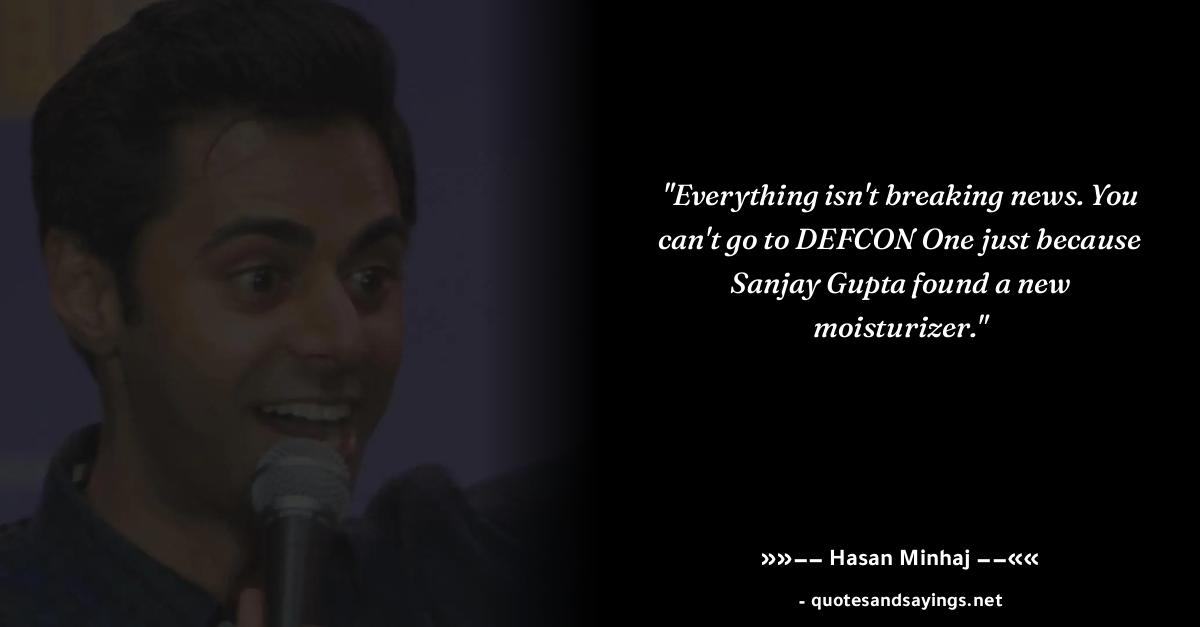 "Everything isn't breaking news. You
can't go to DEFCON One just because
Sanjay Gupta found a new
moisturizer."
»»–– Hasan Minhaj ––««
- quotesandsayings.net